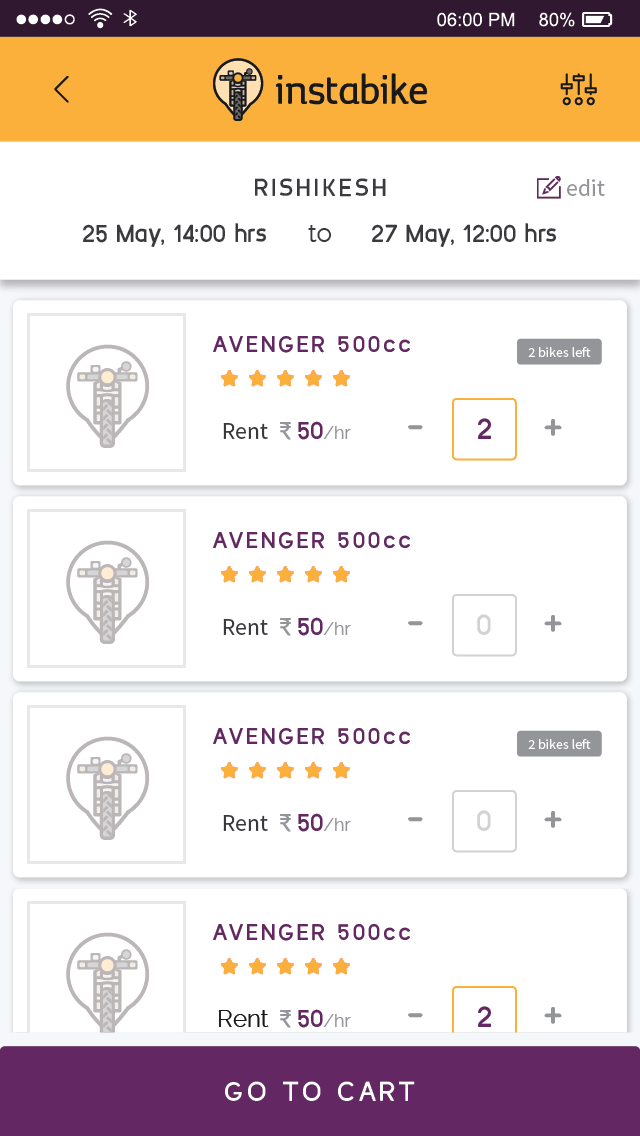 06:00 PM 80%
instabike
RISHIKESH
edit
25 May, 14:00 hrs to 27 May, 12:00 hrs
AVENGER 500cc
2 bikes left
Rent ₹ 50/hr - 2 +
AVENGER 500cc
Rent ₹ 50/hr - 0 +
AVENGER 500cc
2 bikes left
Rent ₹ 50/hr - 0 +
AVENGER 500cc
Rent ₹ 50/hr - 2 +
GO TO CART